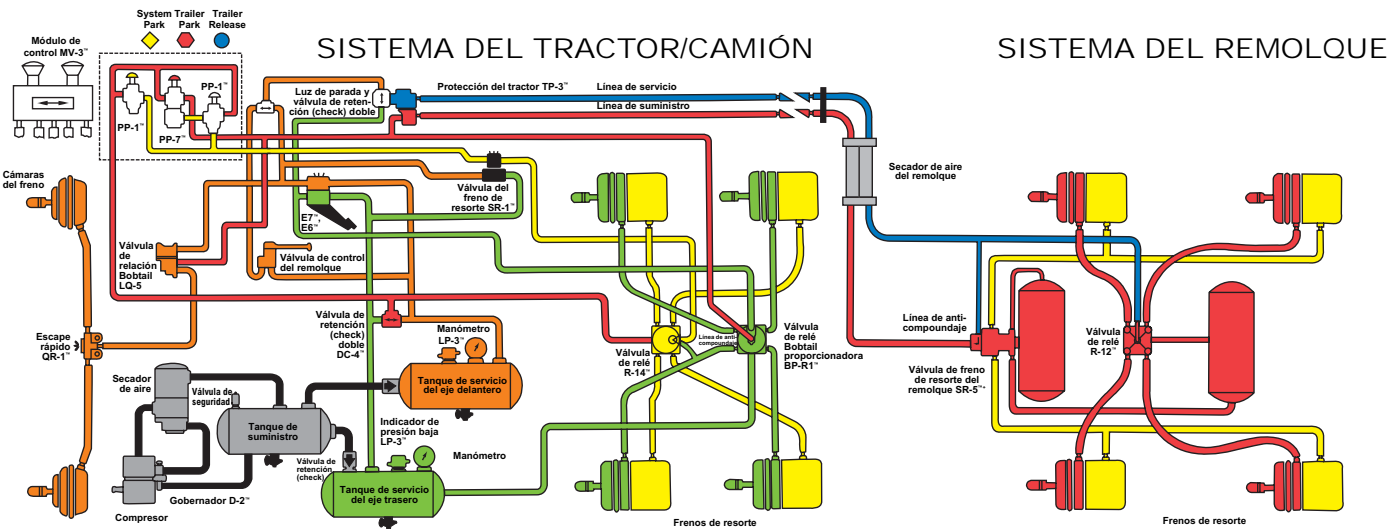 System
Park
Trailer
Park
Trailer
Release
Módulo de
control MV-3™
SISTEMA DEL TRACTOR/CAMIÓN
SISTEMA DEL REMOLQUE
PP-1™
PP-7™
PP-1™
Luz de parada y
válvula de reten-
ción (check) doble
Protección del tractor TP-3™
Línea de servicio
Línea de suministro
Cámaras
del freno
E7™,
E6™
Válvula del
freno de
resorte SR-1™
Secador de aire
del remolque
Válvula
de
relación
Bobtail
LQ-5
Válvula de control
del remolque
Escape
rápido
QR-1™
Válvula de
retención
(check)
doble
DC-4™
Manómetro
LP-3™
Válvula
de relé
R-14™
Línea de anti-
compoundaje
Válvula
de relé
Bobtail
proporcionadora
BP-R1™
Línea de anti-
compoundaje
Válvula de freno
de resorte del
remolque SR-5™*
Válvula
de relé
R-12™
Secador
de aire
Válvula de
seguridad
Tanque de
suministro
Tanque de servicio
del eje delantero
Indicador de
presión baja
LP-3™
Manómetro
Válvula de
retención
(check)
Tanque de servicio
del eje trasero
Gobernador D-2™
Compresor
Frenos de resorte
Frenos de resorte